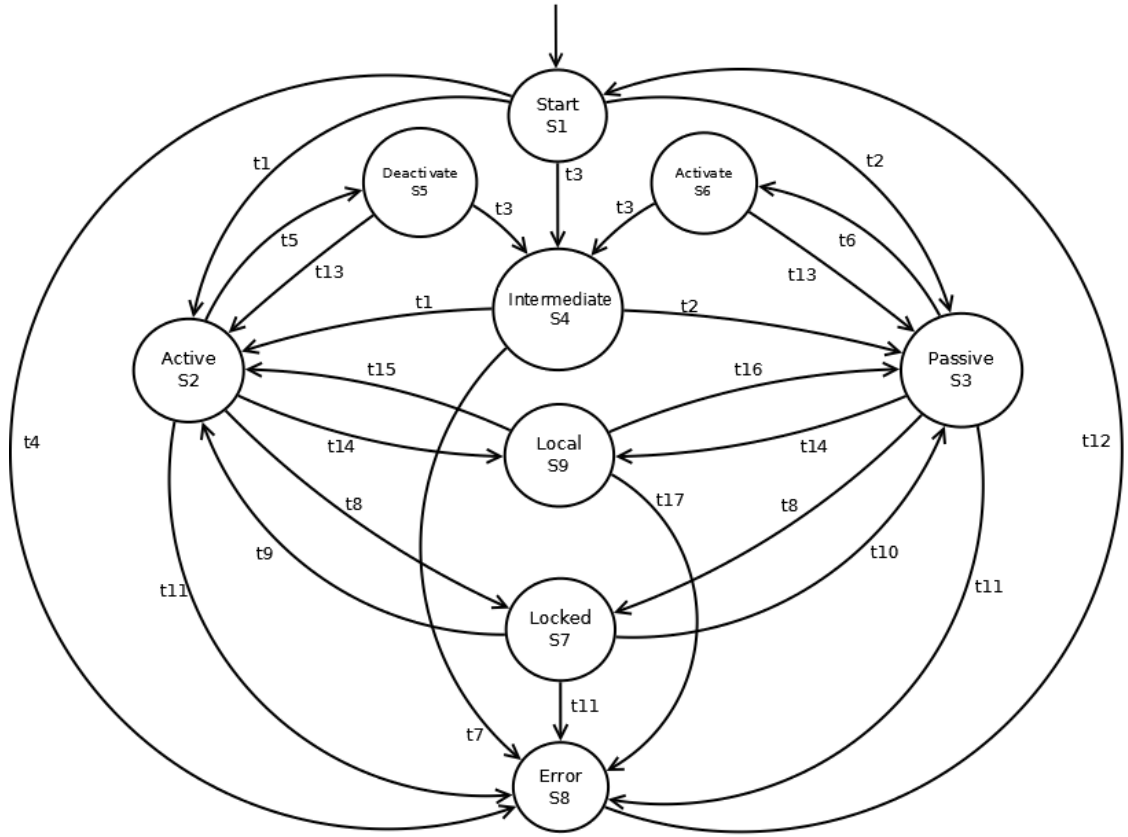 Start
S1
t1
t2
Deactivate
S5
Activate
S6
t3
t3
t3
t5
t6
t13
t13
Intermediate
S4
t1
t2
Active
S2
Passive
S3
t15
t16
t4
t12
Local
S9
t14
t14
t17
t8
t8
t9
t10
t11
t11
Locked
S7
t11
t7
Error
S8